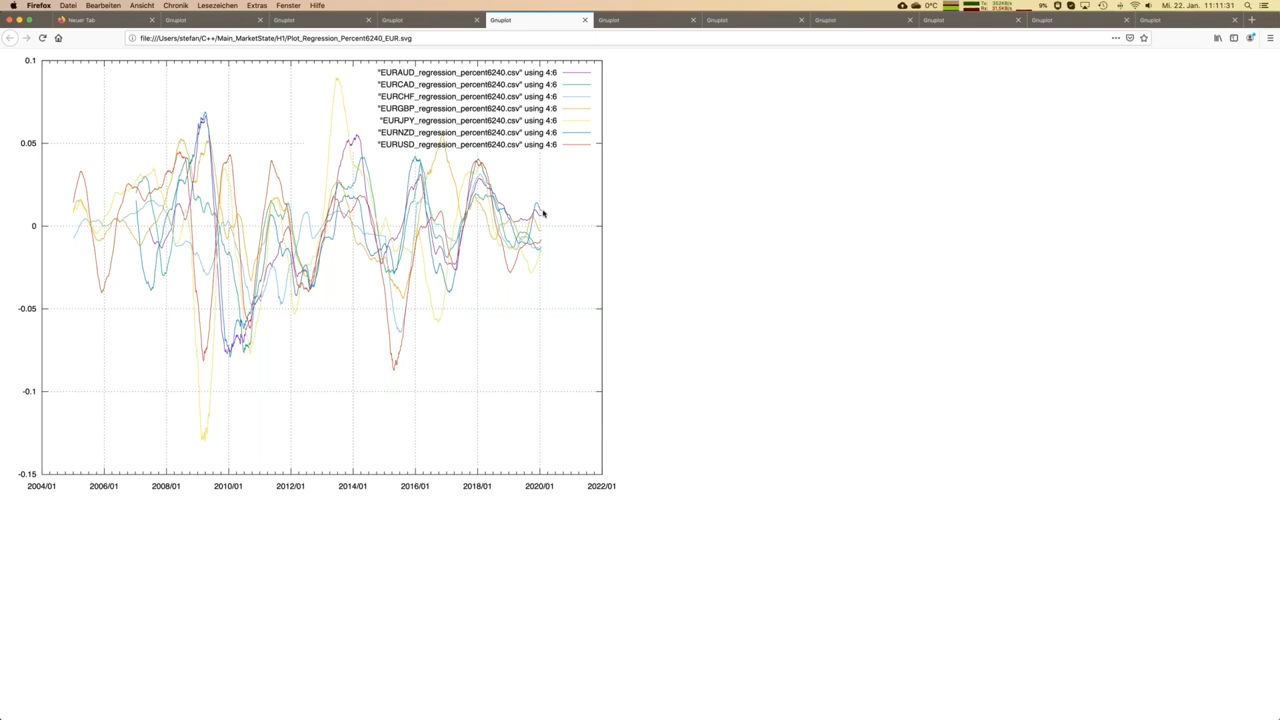 Firefox Datei Bearbeiten Ansicht Chronik Lesezeichen Extras Fenster Hilfe 0°C 9% Mi. 22. Jan. 11:11:31
Neuer Tab Gnuplot Gnuplot Gnuplot Gnuplot Gnuplot Gnuplot Gnuplot Gnuplot Gnuplot Gnuplot
file:///Users/stefan/C++/Main_MarketState/H1/Plot_Regression_Percent6240_EUR.svg
0.1
"EURAUD_regression_percent6240.csv" using 4:6
"EURCAD_regression_percent6240.csv" using 4:6
"EURCHF_regression_percent6240.csv" using 4:6
"EURGBP_regression_percent6240.csv" using 4:6
"EURJPY_regression_percent6240.csv" using 4:6
"EURNZD_regression_percent6240.csv" using 4:6
"EURUSD_regression_percent6240.csv" using 4:6
0.05
0
-0.05
-0.1
-0.15
2004/01 2006/01 2008/01 2010/01 2012/01 2014/01 2016/01 2018/01 2020/01 2022/01